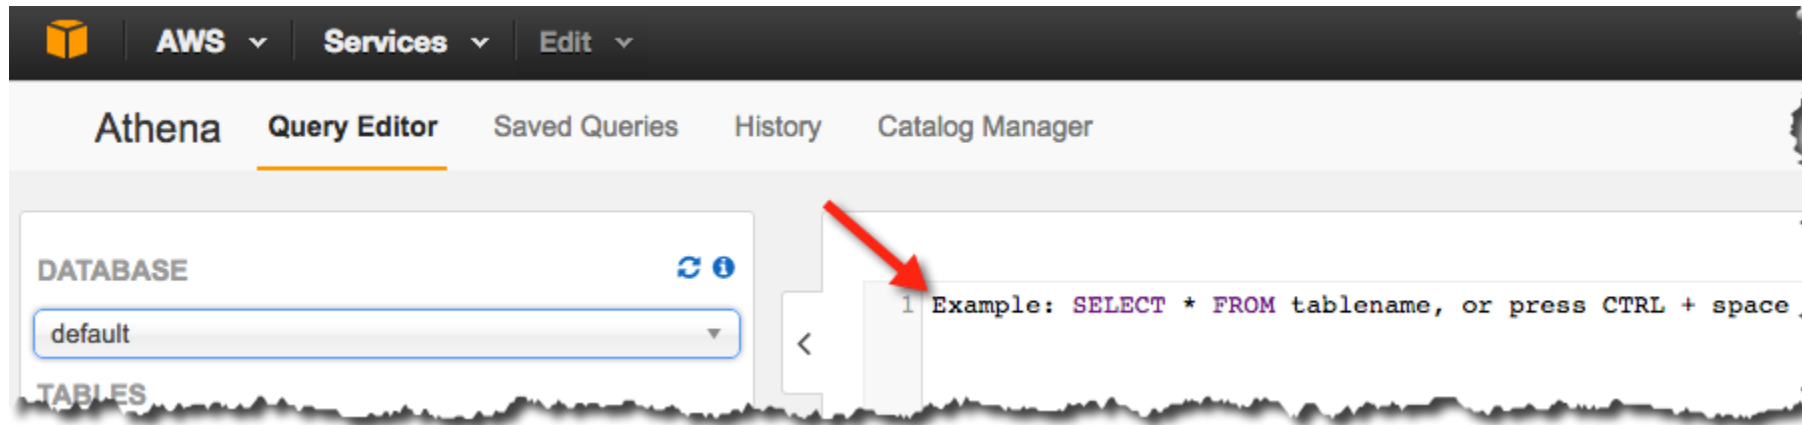 AWS Services Edit
Athena Query Editor Saved Queries History Catalog Manager
DATABASE
default
TABLES
1 Example: SELECT * FROM tablename, or press CTRL + space